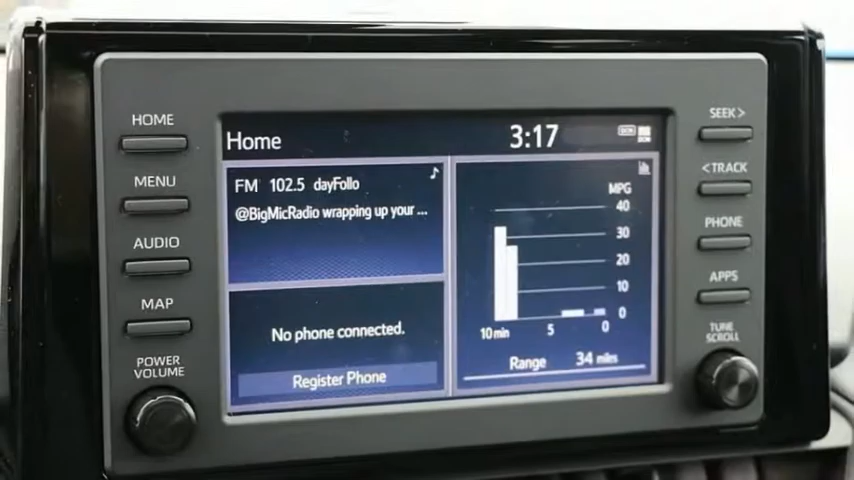 HOME
MENU
AUDIO
MAP
POWER
VOLUME
Home
3:17
DCM
FM 102.5 dayFollo
@BigMicRadio wrapping up your ...
No phone connected.
Register Phone
MPG
40
30
20
10
0
10 min 5 0
Range 34 miles
SEEK>
<TRACK
PHONE
APPS
TUNE
SCROLL